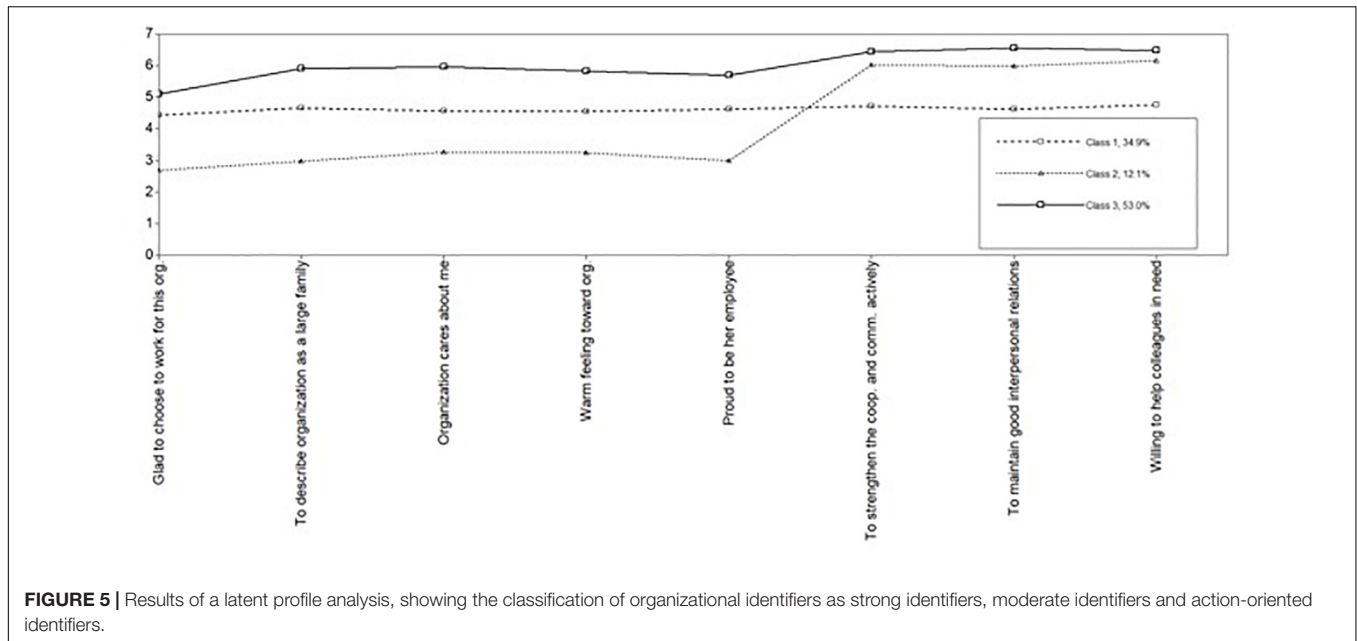 7
6
5
4
3
2
1
0
Glad to choose to work for this org.
To describe organization as a large family
Organization cares about me
Warm feeling toward org.
Proud to be her employee
To strengthen the coop. and comm. actively
To maintain good interpersonal relations
Willing to help colleagues in need
Class 1, 34.9%
Class 2, 12.1%
Class 3, 53.0%
FIGURE 5 | Results of a latent profile analysis, showing the classification of organizational identifiers as strong identifiers, moderate identifiers and action-oriented
identifiers.